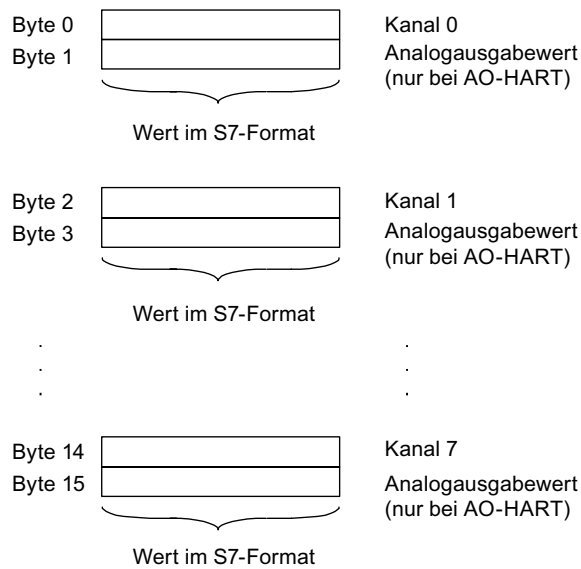 Byte 0 Kanal 0
Byte 1 Analogausgabewert
(nur bei AO-HART)
Wert im S7-Format
Byte 2 Kanal 1
Byte 3 Analogausgabewert
(nur bei AO-HART)
Wert im S7-Format
. .
. .
. .
Byte 14 Kanal 7
Byte 15 Analogausgabewert
(nur bei AO-HART)
Wert im S7-Format